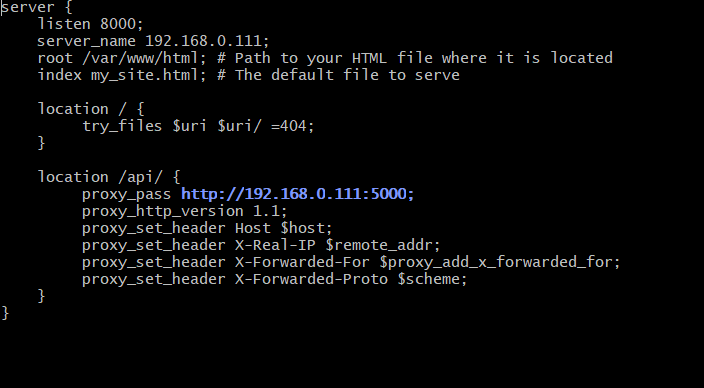 server {
    listen 8000;
    server_name 192.168.0.111;
    root /var/www/html; # Path to your HTML file where it is located
    index my_site.html; # The default file to serve

    location / {
        try_files $uri $uri/ =404;
    }

    location /api/ {
        proxy_pass http://192.168.0.111:5000;
        proxy_http_version 1.1;
        proxy_set_header Host $host;
        proxy_set_header X-Real-IP $remote_addr;
        proxy_set_header X-Forwarded-For $proxy_add_x_forwarded_for;
        proxy_set_header X-Forwarded-Proto $scheme;
    }
}